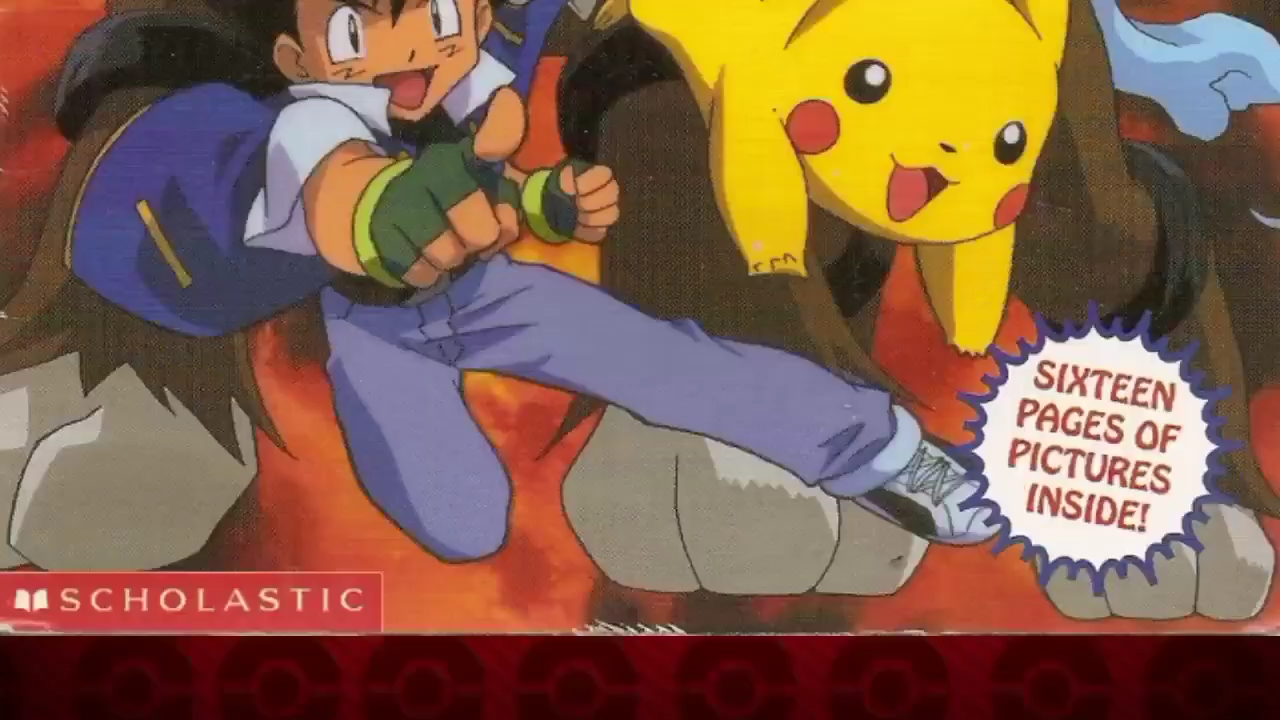 SIXTEEN
PAGES OF
PICTURES
INSIDE!
SCHOLASTIC